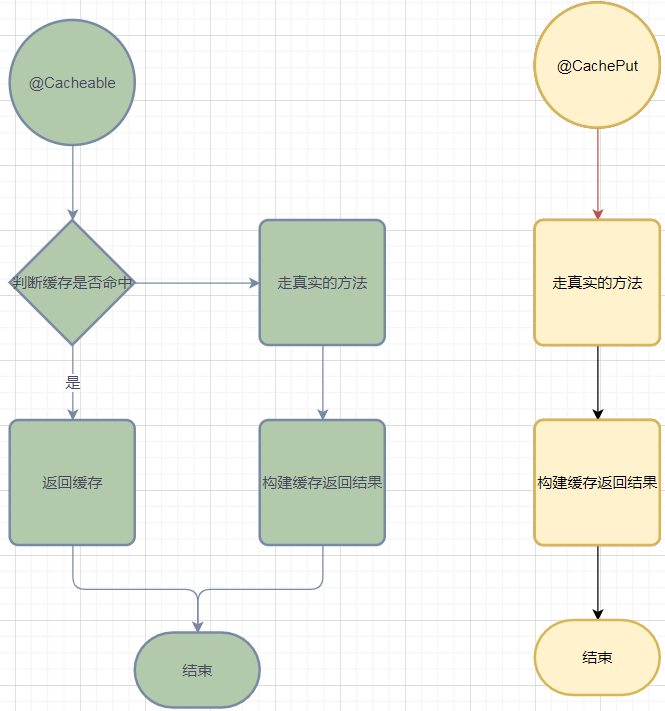 @Cacheable
@CachePut
判断缓存是否命中
走真实的方法
走真实的方法
是
返回缓存
构建缓存返回结果
构建缓存返回结果
结束
结束